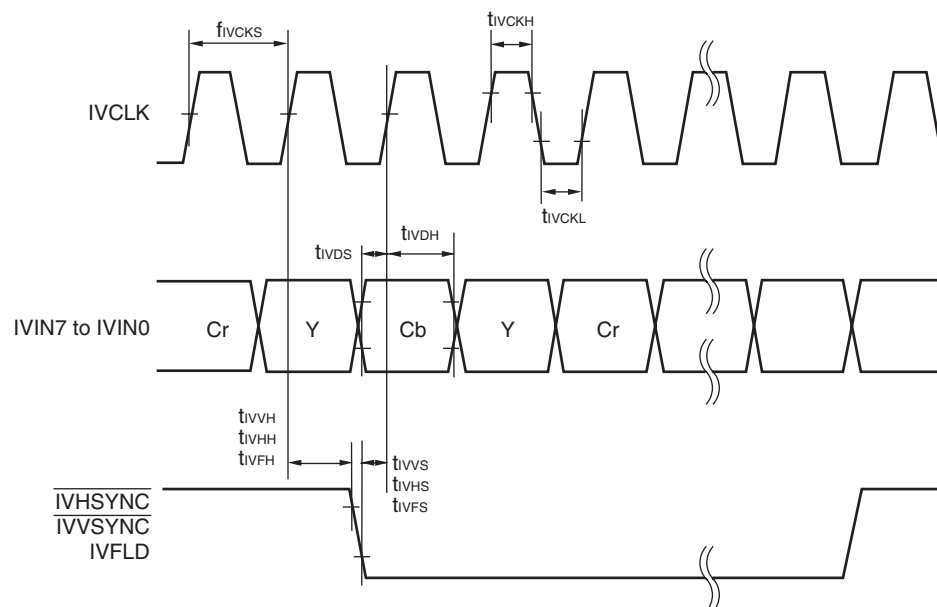 fIVCKS
tIVCKH
IVCLK
tIVCKL
tIVDS
tIVDH
IVIN7 to IVIN0
Cr
Y
Cb
Y
Cr
tIVVH
tIVHH
tIVFH
tIVVS
tIVHS
tIVFS
IVHSYNC
IVVSYNC
IVFLD